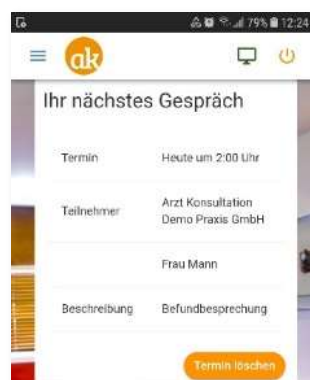 79% 12:24
ak
Ihr nächstes Gespräch
Termin
Heute um 2:00 Uhr
Teilnehmer
Arzt Konsultation
Demo Praxis GmbH
Frau Mann
Beschreibung
Befundbesprechung
Termin löschen